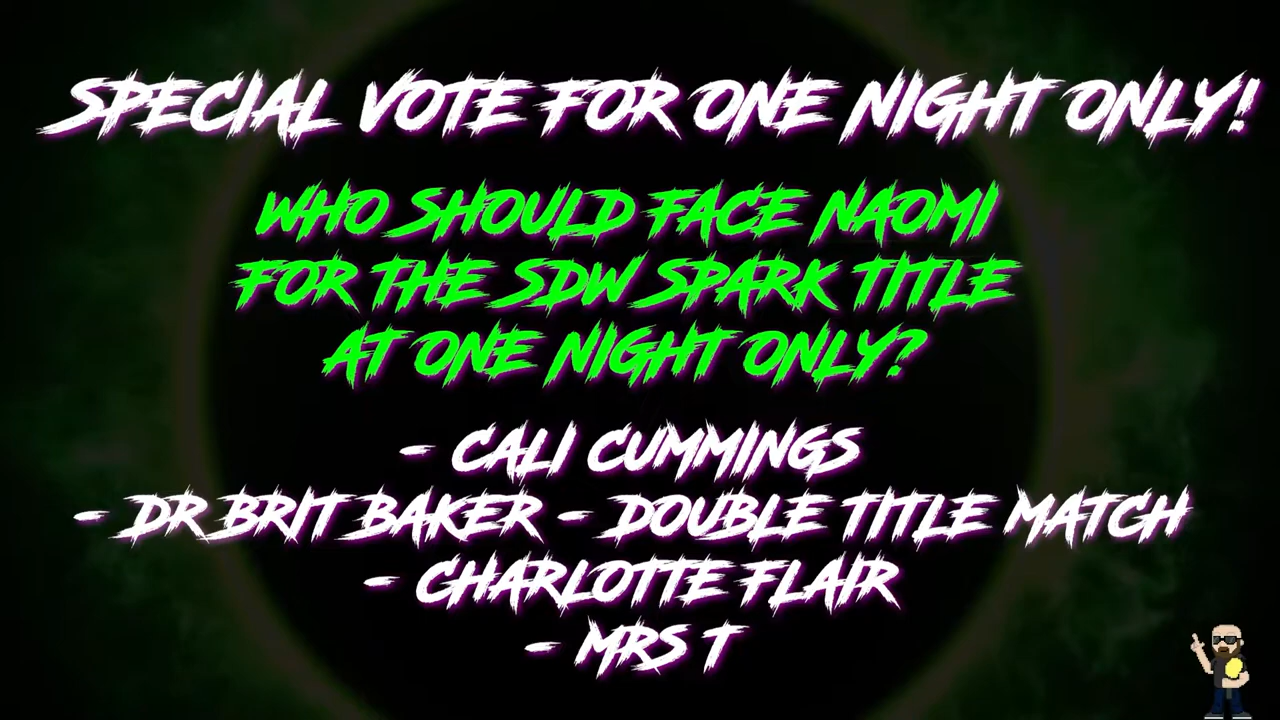 SPECIAL VOTE FOR ONE NIGHT ONLY!
WHO SHOULD FACE NAOMI
FOR THE SDW SPARK TITLE
AT ONE NIGHT ONLY?
- CALI CUMMINGS
- DR BRIT BAKER - DOUBLE TITLE MATCH
- CHARLOTTE FLAIR
- MRS T